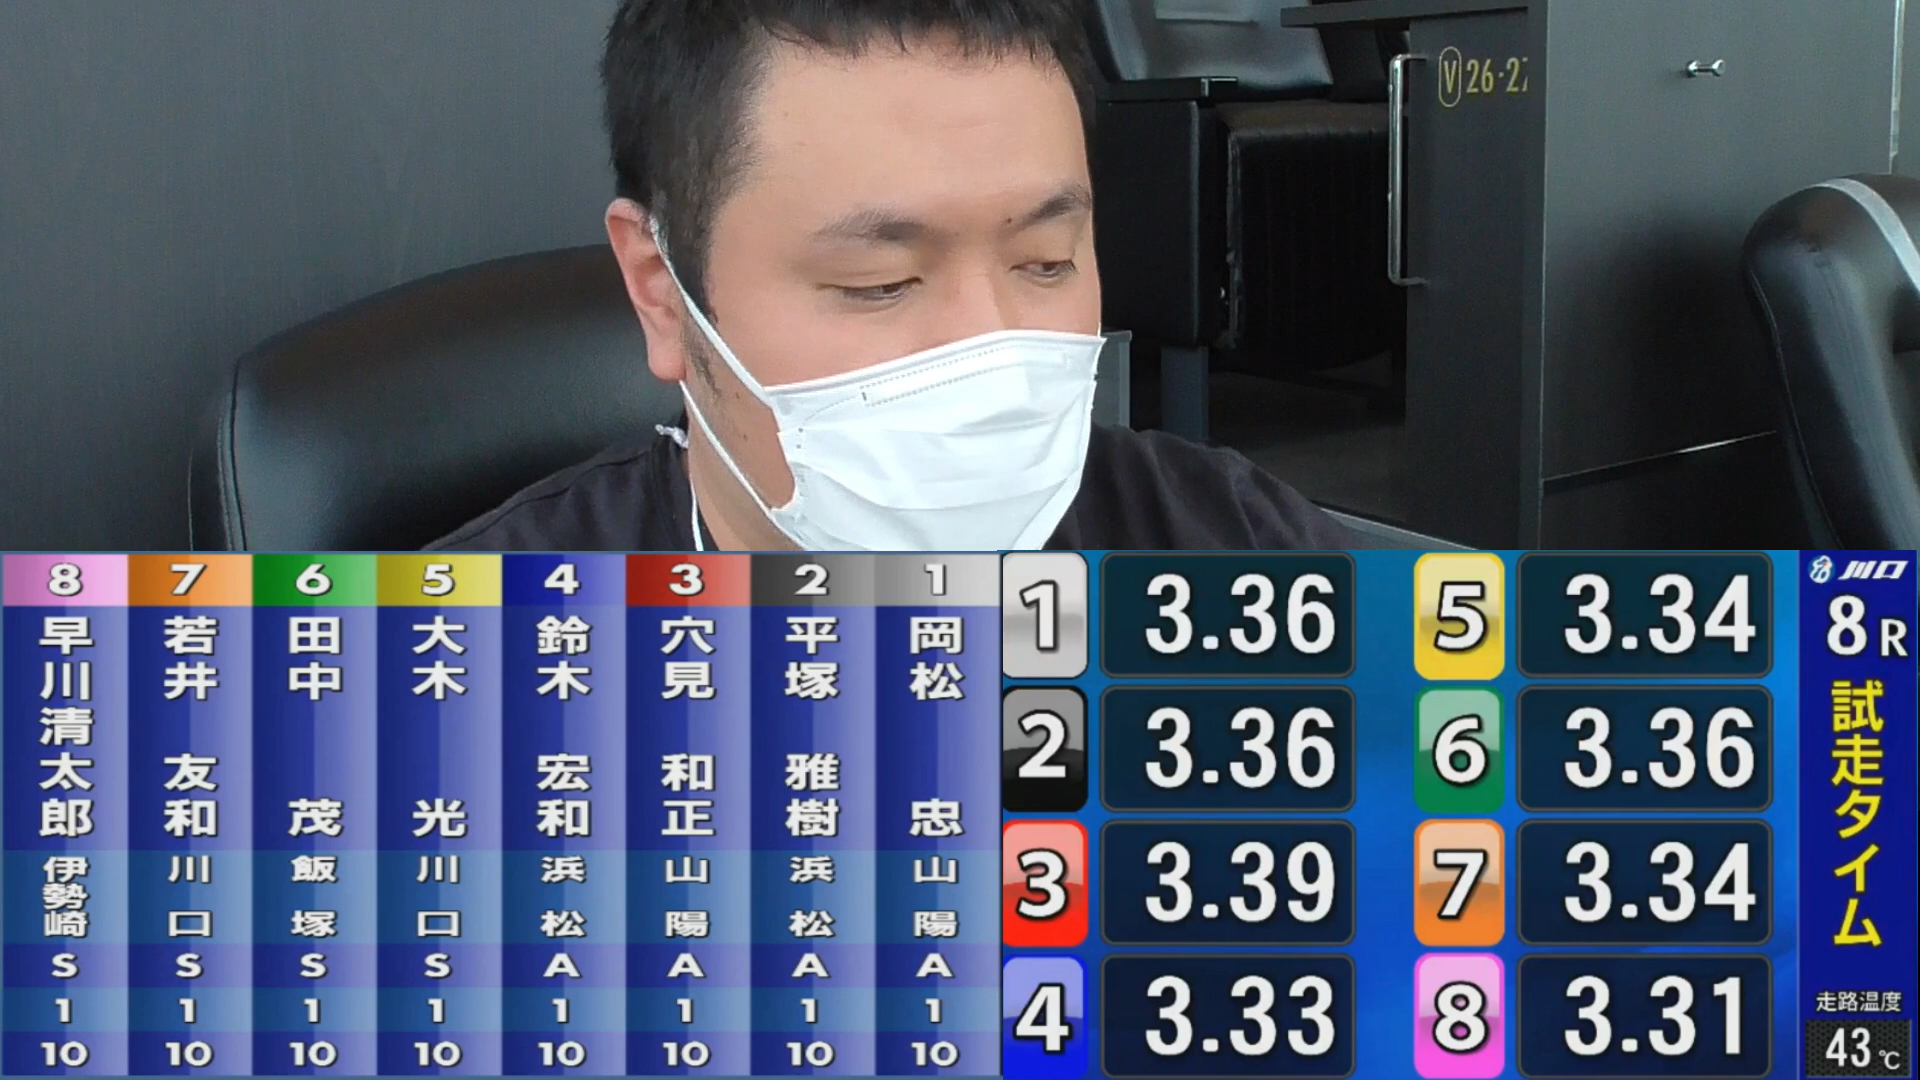 V 26・27
8 7 6 5 4 3 2 1
早川清太郎
若井 友和
田中 茂
大木 光
鈴木 宏和
穴見 和正
平塚 雅樹
岡松 忠
伊勢崎 川口 飯塚 川口 浜松 山陽 浜松 山陽
S S S S A A A A
1 1 1 1 1 1 1 1
10 10 10 10 10 10 10 10
1 3.36
2 3.36
3 3.39
4 3.33
5 3.34
6 3.36
7 3.34
8 3.31
川口
8R
試走タイム
走路温度
43℃